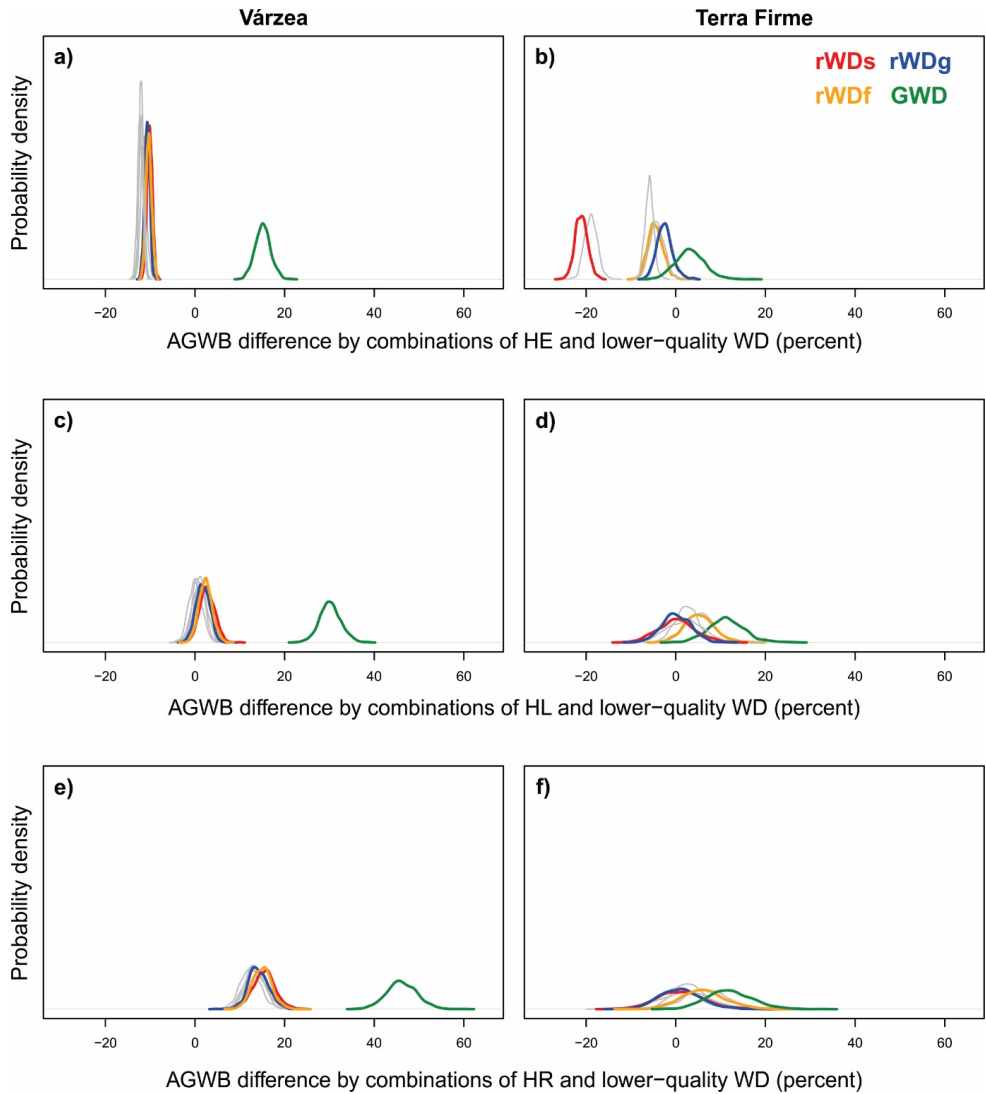 Várzea Terra Firme
a) b)
rWDs rWDg
rWDf GWD
Probability density
−20 0 20 40 60 −20 0 20 40 60
AGWB difference by combinations of HE and lower−quality WD (percent)
c) d)
Probability density
−20 0 20 40 60 −20 0 20 40 60
AGWB difference by combinations of HL and lower−quality WD (percent)
e) f)
Probability density
−20 0 20 40 60 −20 0 20 40 60
AGWB difference by combinations of HR and lower−quality WD (percent)